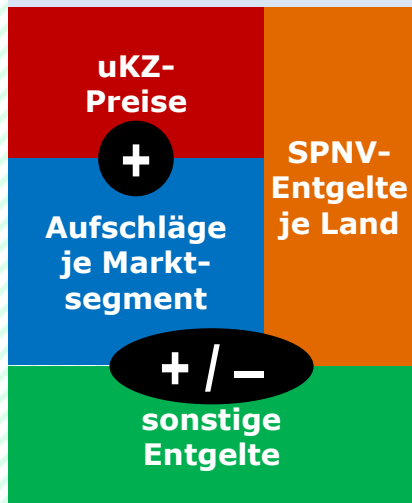 uKZ-
Preise
+
Aufschläge
je Markt-
segment
SPNV-
Entgelte
je Land
+ / –
sonstige
Entgelte